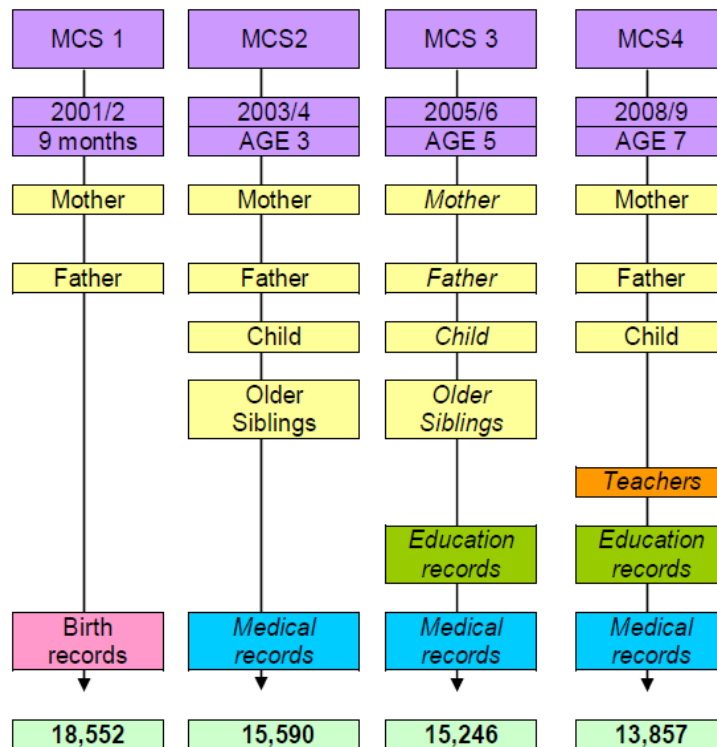 MCS 1
2001/2
9 months
Mother
Father
Birth
records
18,552
MCS2
2003/4
AGE 3
Mother
Father
Child
Older
Siblings
Medical
records
15,590
MCS 3
2005/6
AGE 5
Mother
Father
Child
Older
Siblings
Education
records
Medical
records
15,246
MCS4
2008/9
AGE 7
Mother
Father
Child
Teachers
Education
records
Medical
records
13,857